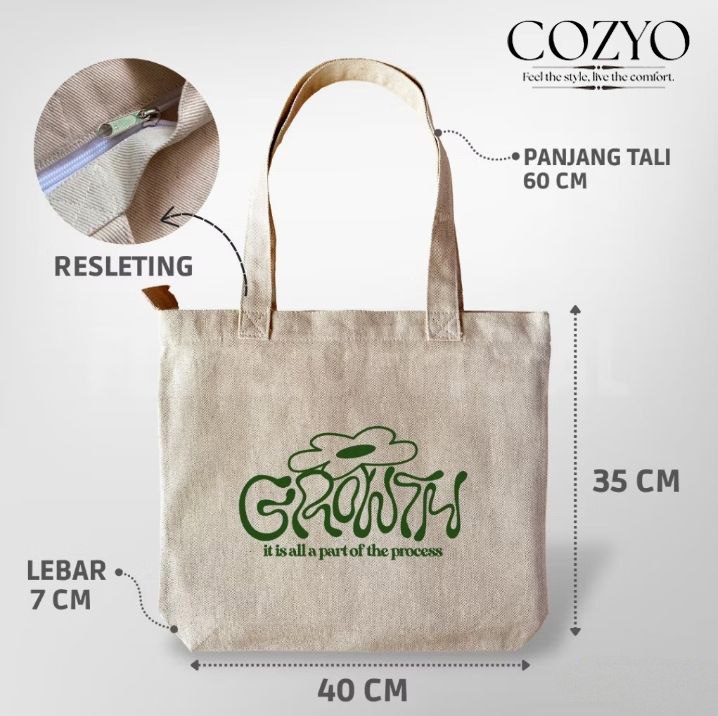 COZYO
Feel the style, live the comfort.
PANJANG TALI
60 CM
RESLETING
35 CM
GROWTH
it is all a part of the process
LEBAR
7 CM
40 CM